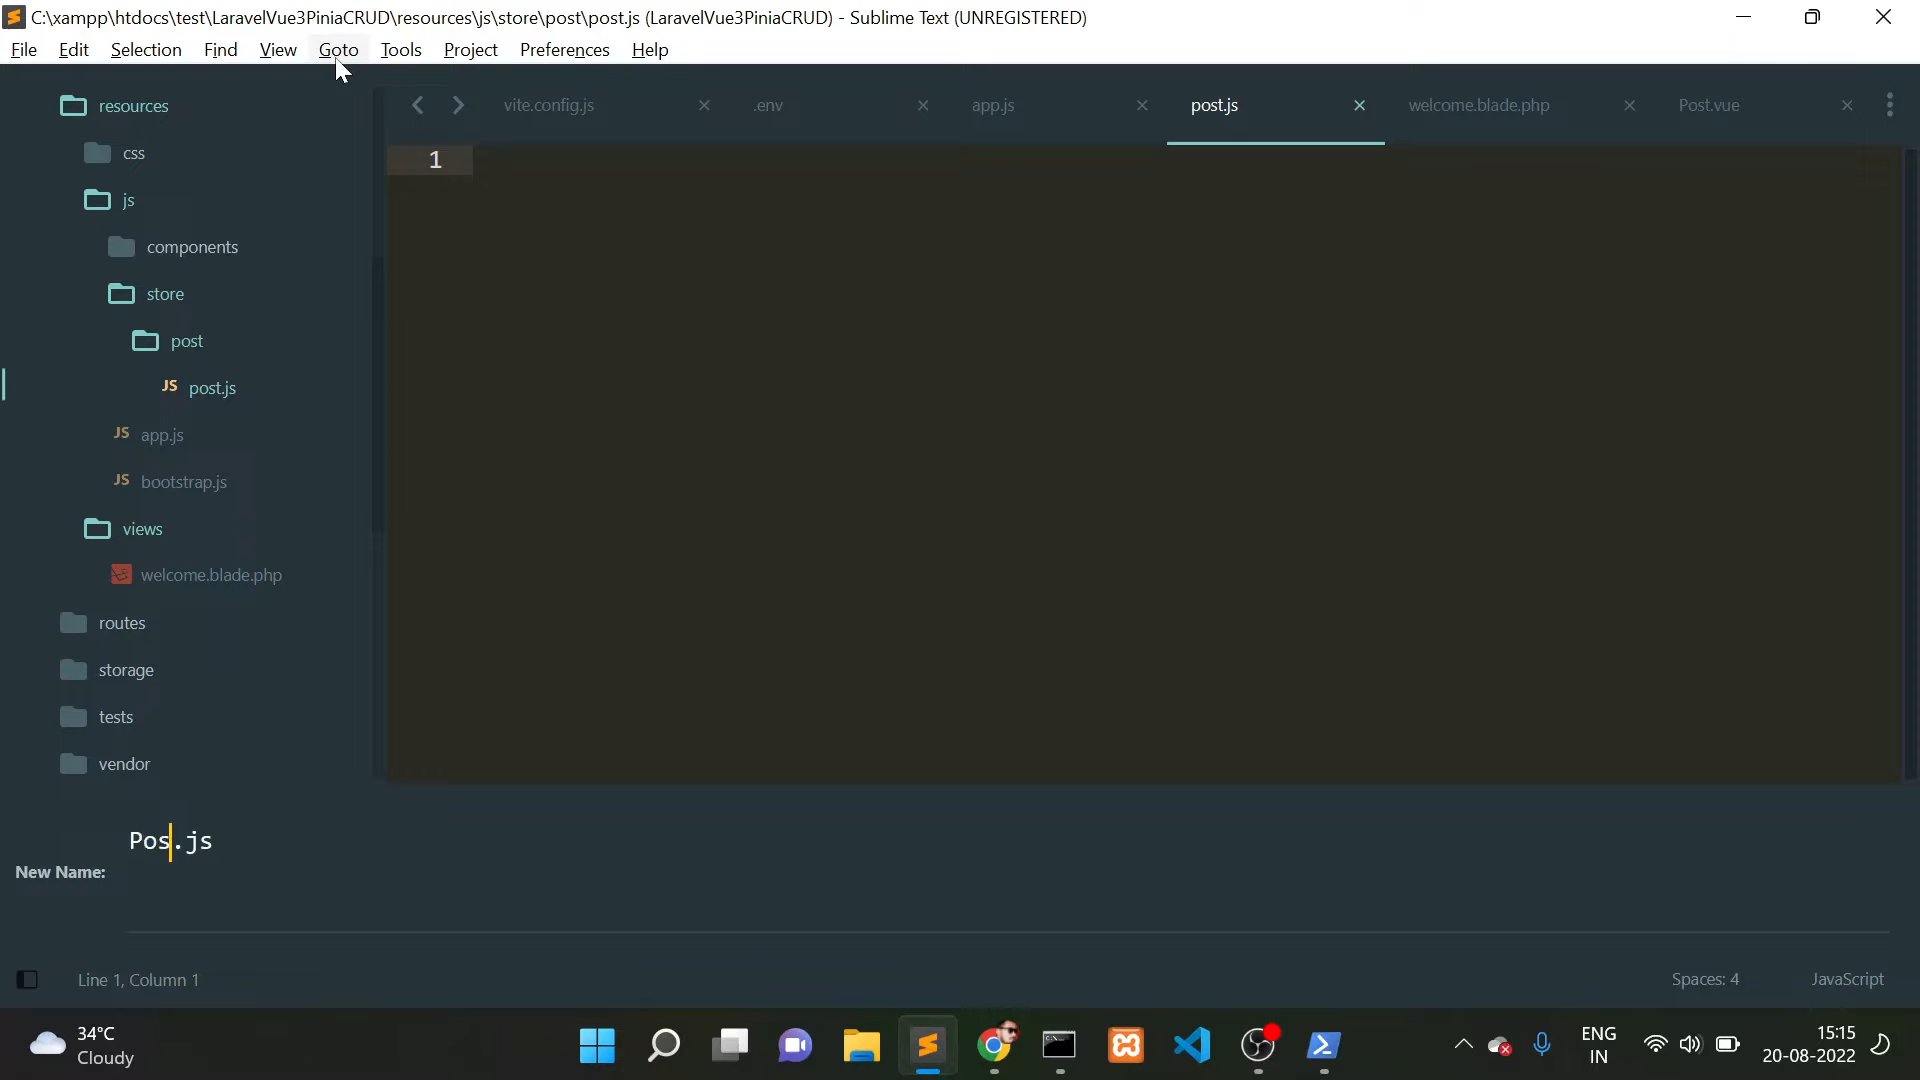 C:\xampp\htdocs\test\LaravelVue3PiniaCRUD\resources\js\store\post\post.js (LaravelVue3PiniaCRUD) - Sublime Text (UNREGISTERED)
File Edit Selection Find View Goto Tools Project Preferences Help
resources
css
js
components
store
post
JS post.js
JS app.js
JS bootstrap.js
views
welcome.blade.php
routes
storage
tests
vendor
vite.config.js .env app.js post.js welcome.blade.php Post.vue
1
New Name: Pos.js
Line 1, Column 1 Spaces: 4 JavaScript
34°C
Cloudy
ENG
IN
15:15
20-08-2022